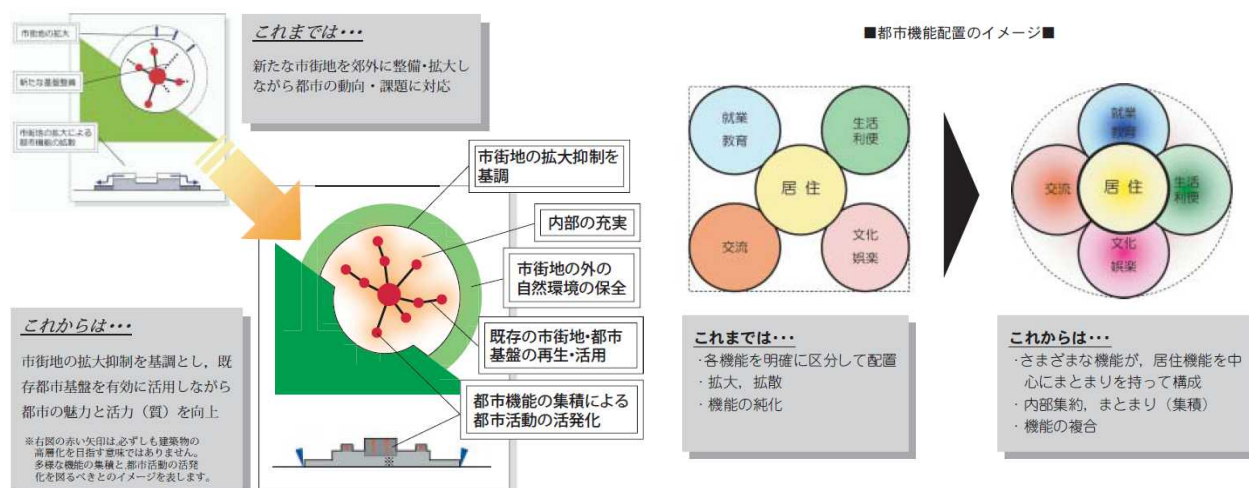 市街地の拡大
新たな基盤整備
市街地の拡大による
都市機能の拡散
これまでは・・・
新たな市街地を郊外に整備・拡大し
ながら都市の動向・課題に対応
市街地の拡大抑制を
基調
内部の充実
市街地の外の
自然環境の保全
既存の市街地・都市
基盤の再生・活用
都市機能の集積による
都市活動の活発化
これからは・・・
市街地の拡大抑制を基調とし，既
存都市基盤を有効に活用しながら
都市の魅力と活力（質）を向上
※右図の赤い矢印は，必ずしも建築物の
高層化を目指す意味ではありません。
多様な機能の集積と，都市活動の活発
化を図るべきとのイメージを表します。
■都市機能配置のイメージ■
就業
教育
生活
利便
居住
交流
文化
娯楽
就業
教育
交流
居住
生活
利便
文化
娯楽
これまでは・・・
・各機能を明確に区分して配置
・拡大，拡散
・機能の純化
これからは・・・
・さまざまな機能が，居住機能を中
心にまとまりを持って構成
・内部集約，まとまり（集積）
・機能の複合